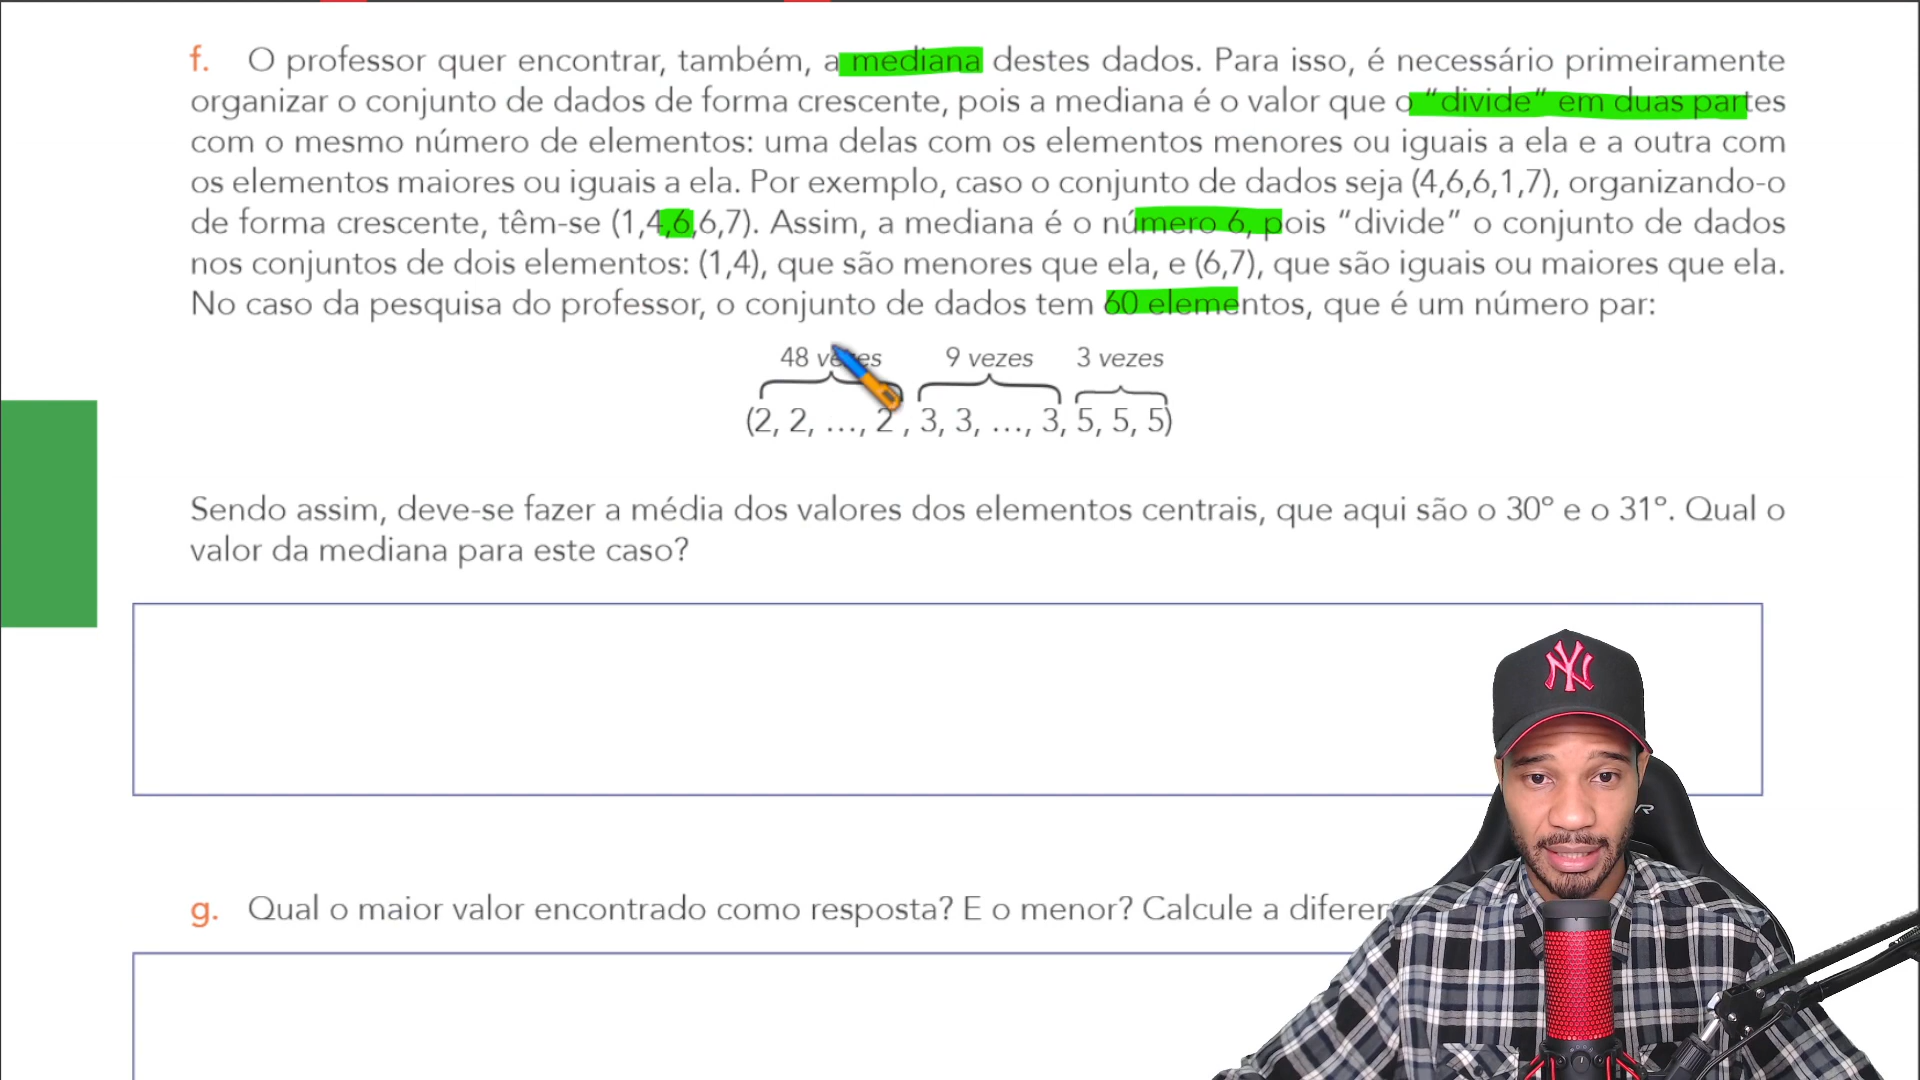 f. O professor quer encontrar, também, a mediana destes dados. Para isso, é necessário primeiramente
organizar o conjunto de dados de forma crescente, pois a mediana é o valor que o “divide” em duas partes
com o mesmo número de elementos: uma delas com os elementos menores ou iguais a ela e a outra com
os elementos maiores ou iguais a ela. Por exemplo, caso o conjunto de dados seja (4,6,6,1,7), organizando-o
de forma crescente, têm-se (1,4,6,6,7). Assim, a mediana é o número 6, pois “divide” o conjunto de dados
nos conjuntos de dois elementos: (1,4), que são menores que ela, e (6,7), que são iguais ou maiores que ela.
No caso da pesquisa do professor, o conjunto de dados tem 60 elementos, que é um número par:
48 vezes 9 vezes 3 vezes
(2, 2, ..., 2 , 3, 3, ..., 3, 5, 5, 5)
Sendo assim, deve-se fazer a média dos valores dos elementos centrais, que aqui são o 30º e o 31º. Qual o
valor da mediana para este caso?
NY
g. Qual o maior valor encontrado como resposta? E o menor? Calcule a